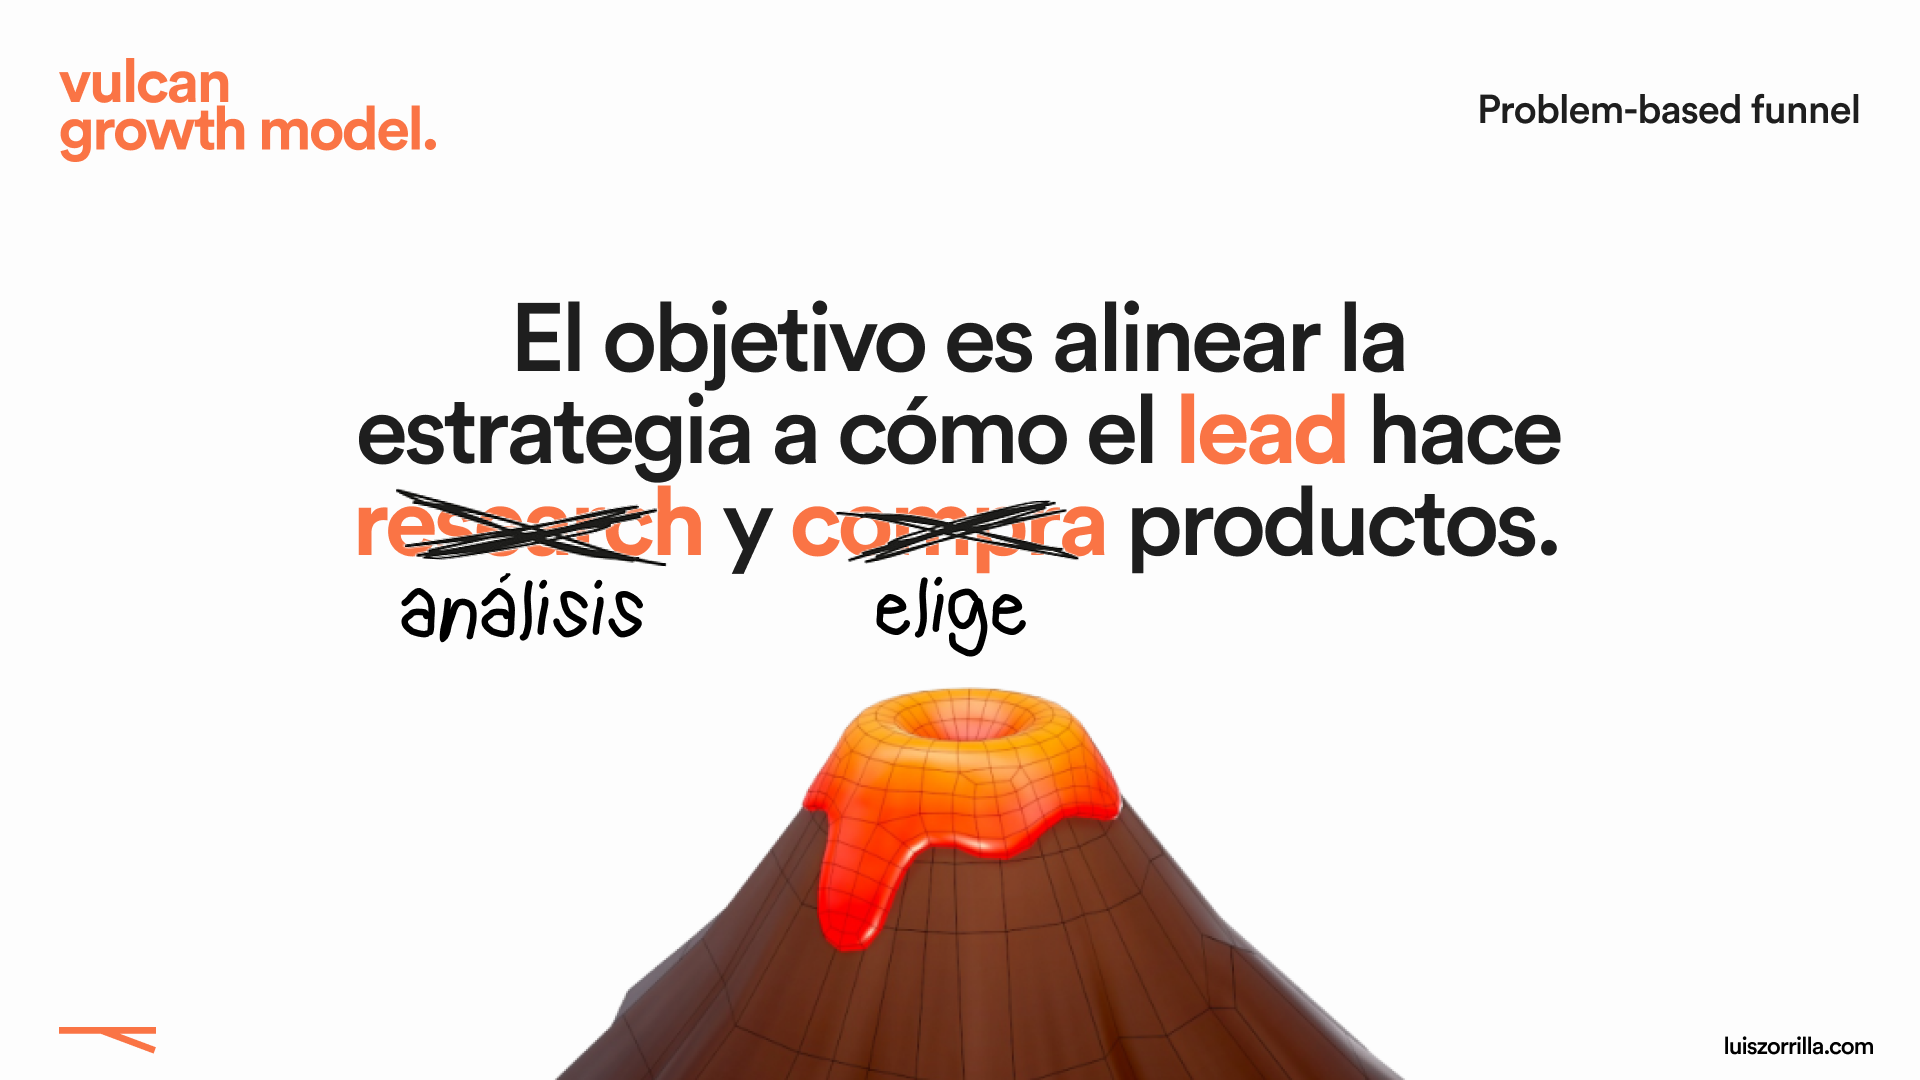 vulcan
growth model.
Problem-based funnel
El objetivo es alinear la
estrategia a cómo el lead hace
research y compra productos.
análisis elige
luiszorrilla.com